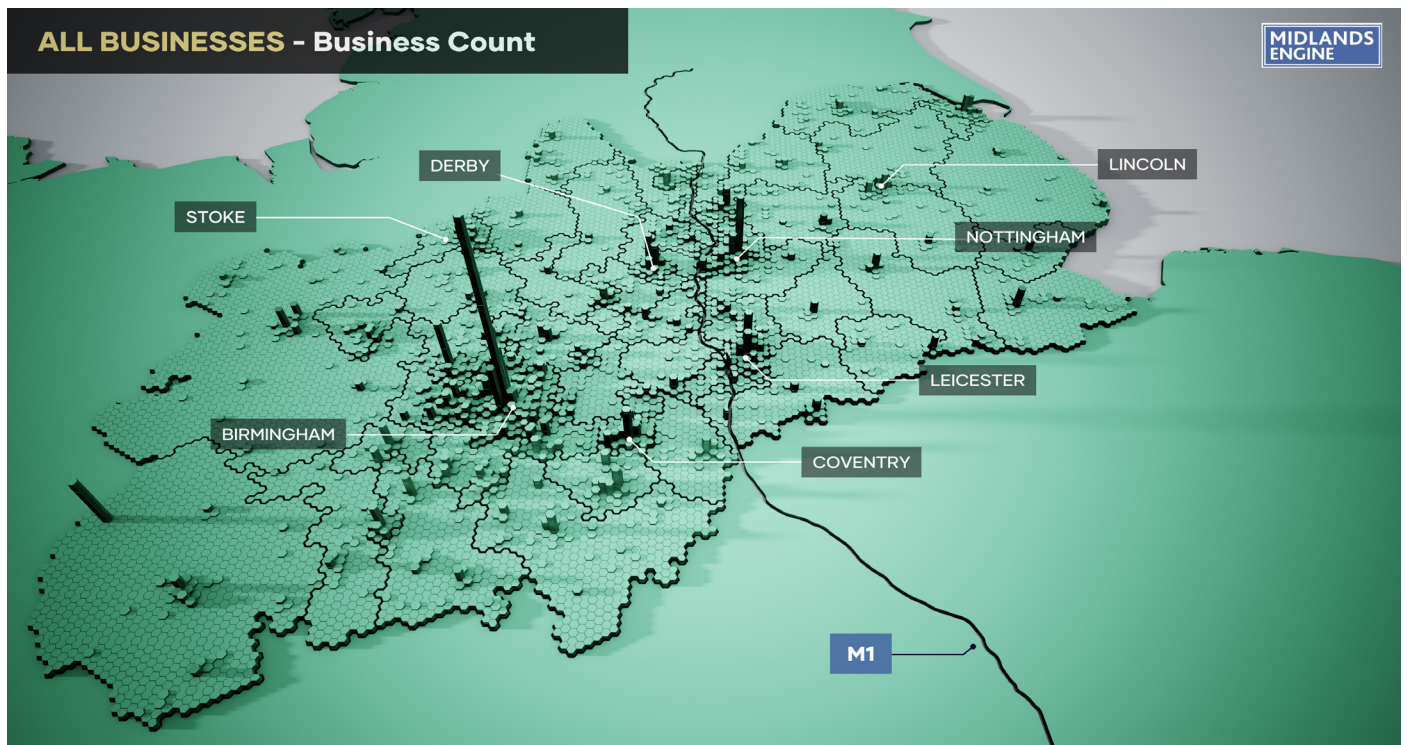 ALL BUSINESSES - Business Count
MIDLANDS
ENGINE
DERBY
LINCOLN
STOKE
NOTTINGHAM
LEICESTER
BIRMINGHAM
COVENTRY
M1